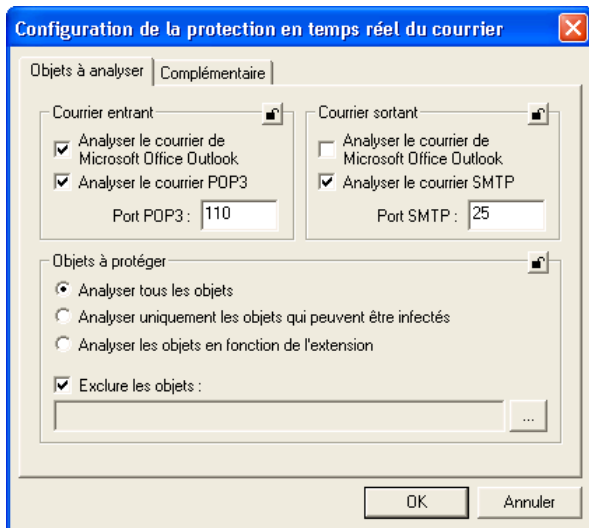 Configuration de la protection en temps réel du courrier
Objets à analyser
Complémentaire
Courrier entrant
Analyser le courrier de
Microsoft Office Outlook
Analyser le courrier POP3
Port POP3 : 110
Courrier sortant
Analyser le courrier de
Microsoft Office Outlook
Analyser le courrier SMTP
Port SMTP : 25
Objets à protéger
Analyser tous les objets
Analyser uniquement les objets qui peuvent être infectés
Analyser les objets en fonction de l'extension
Exclure les objets :
...
OK
Annuler